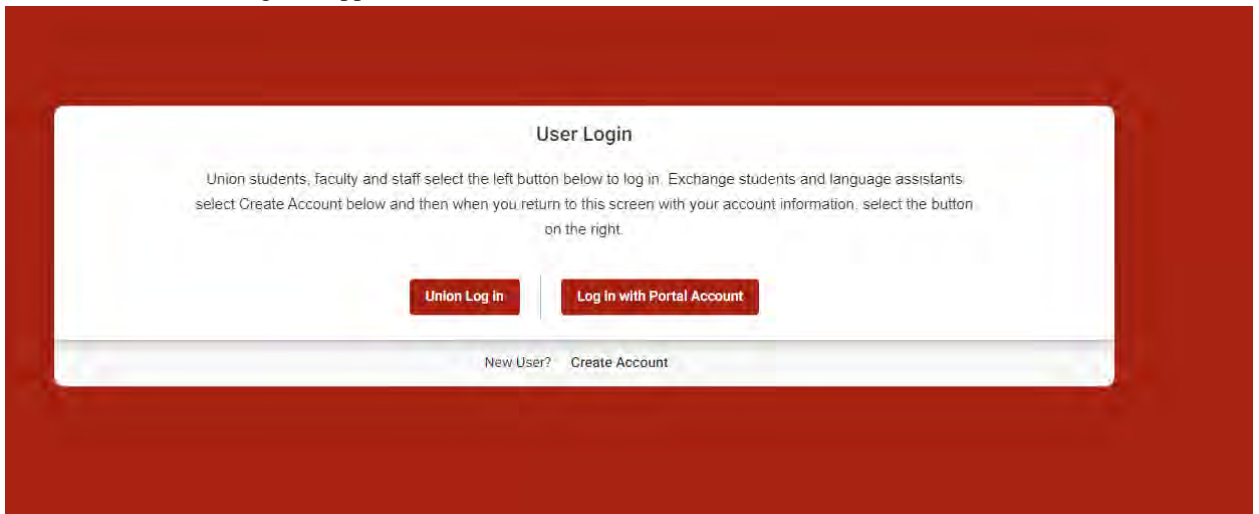 User Login
Union students, faculty and staff select the left button below to log in. Exchange students and language assistants
select Create Account below and then when you return to this screen with your account information, select the button
on the right.
Union Log in
Log in with Portal Account
New User? Create Account